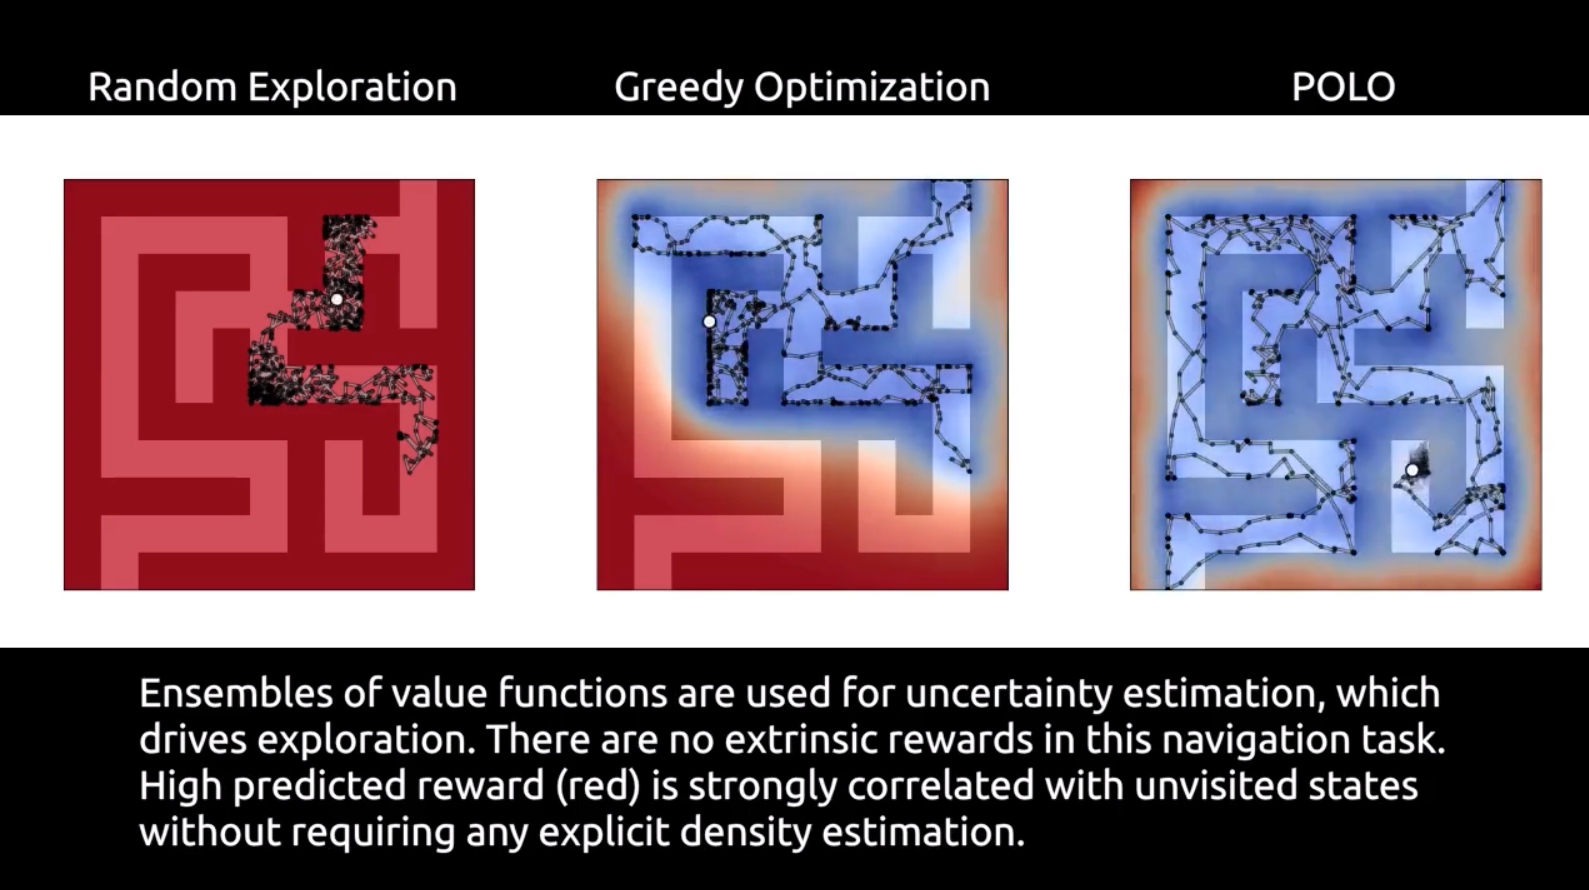 Random Exploration
Greedy Optimization
POLO
Ensembles of value functions are used for uncertainty estimation, which
drives exploration. There are no extrinsic rewards in this navigation task.
High predicted reward (red) is strongly correlated with unvisited states
without requiring any explicit density estimation.